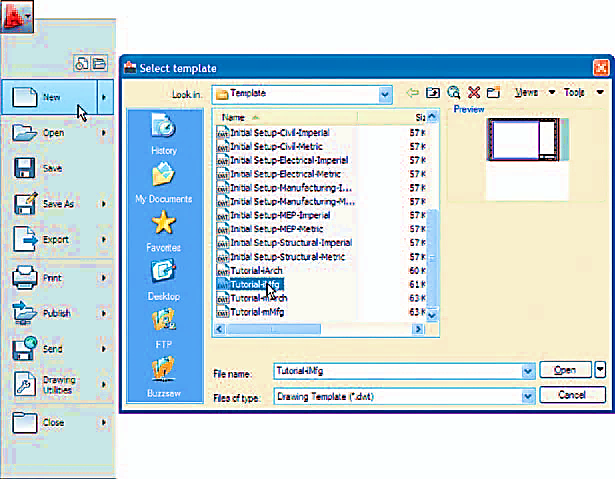 New
Open
Save
Save As
Export
Print
Publish
Send
Drawing
Utilities
Close
Select template
Look in:
Template
Views
Tools
History
My Documents
Favorites
Desktop
FTP
Buzzsaw
Name
Initial Setup-Civil-Imperial 57 K
Initial Setup-Civil-Metric 57 K
Initial Setup-Electrical-Imperial 57 K
Initial Setup-Electrical-Metric 57 K
Initial Setup-Manufacturing-I... 57 K
Initial Setup-Manufacturing-M... 57 K
Initial Setup-MEP-Imperial 57 K
Initial Setup-MEP-Metric 57 K
Initial Setup-Structural-Imperial 57 K
Initial Setup-Structural-Metric 57 K
Tutorial-iArch 60 K
Tutorial-iMfg 61 K
Tutorial-mArch 63 K
Tutorial-mMfg 63 K
Preview
File name:
Tutorial-iMfg
Open
Files of type:
Drawing Template (*.dwt)
Cancel